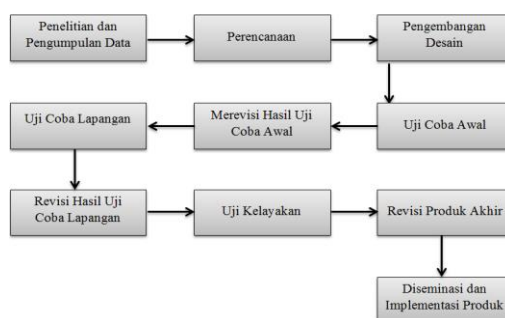 Penelitian dan
Pengumpulan Data
Perencanaan
Pengembangan
Desain
Uji Coba Awal
Merevisi Hasil Uji
Coba Awal
Uji Coba Lapangan
Revisi Hasil Uji
Coba Lapangan
Uji Kelayakan
Revisi Produk Akhir
Diseminasi dan
Implementasi Produk